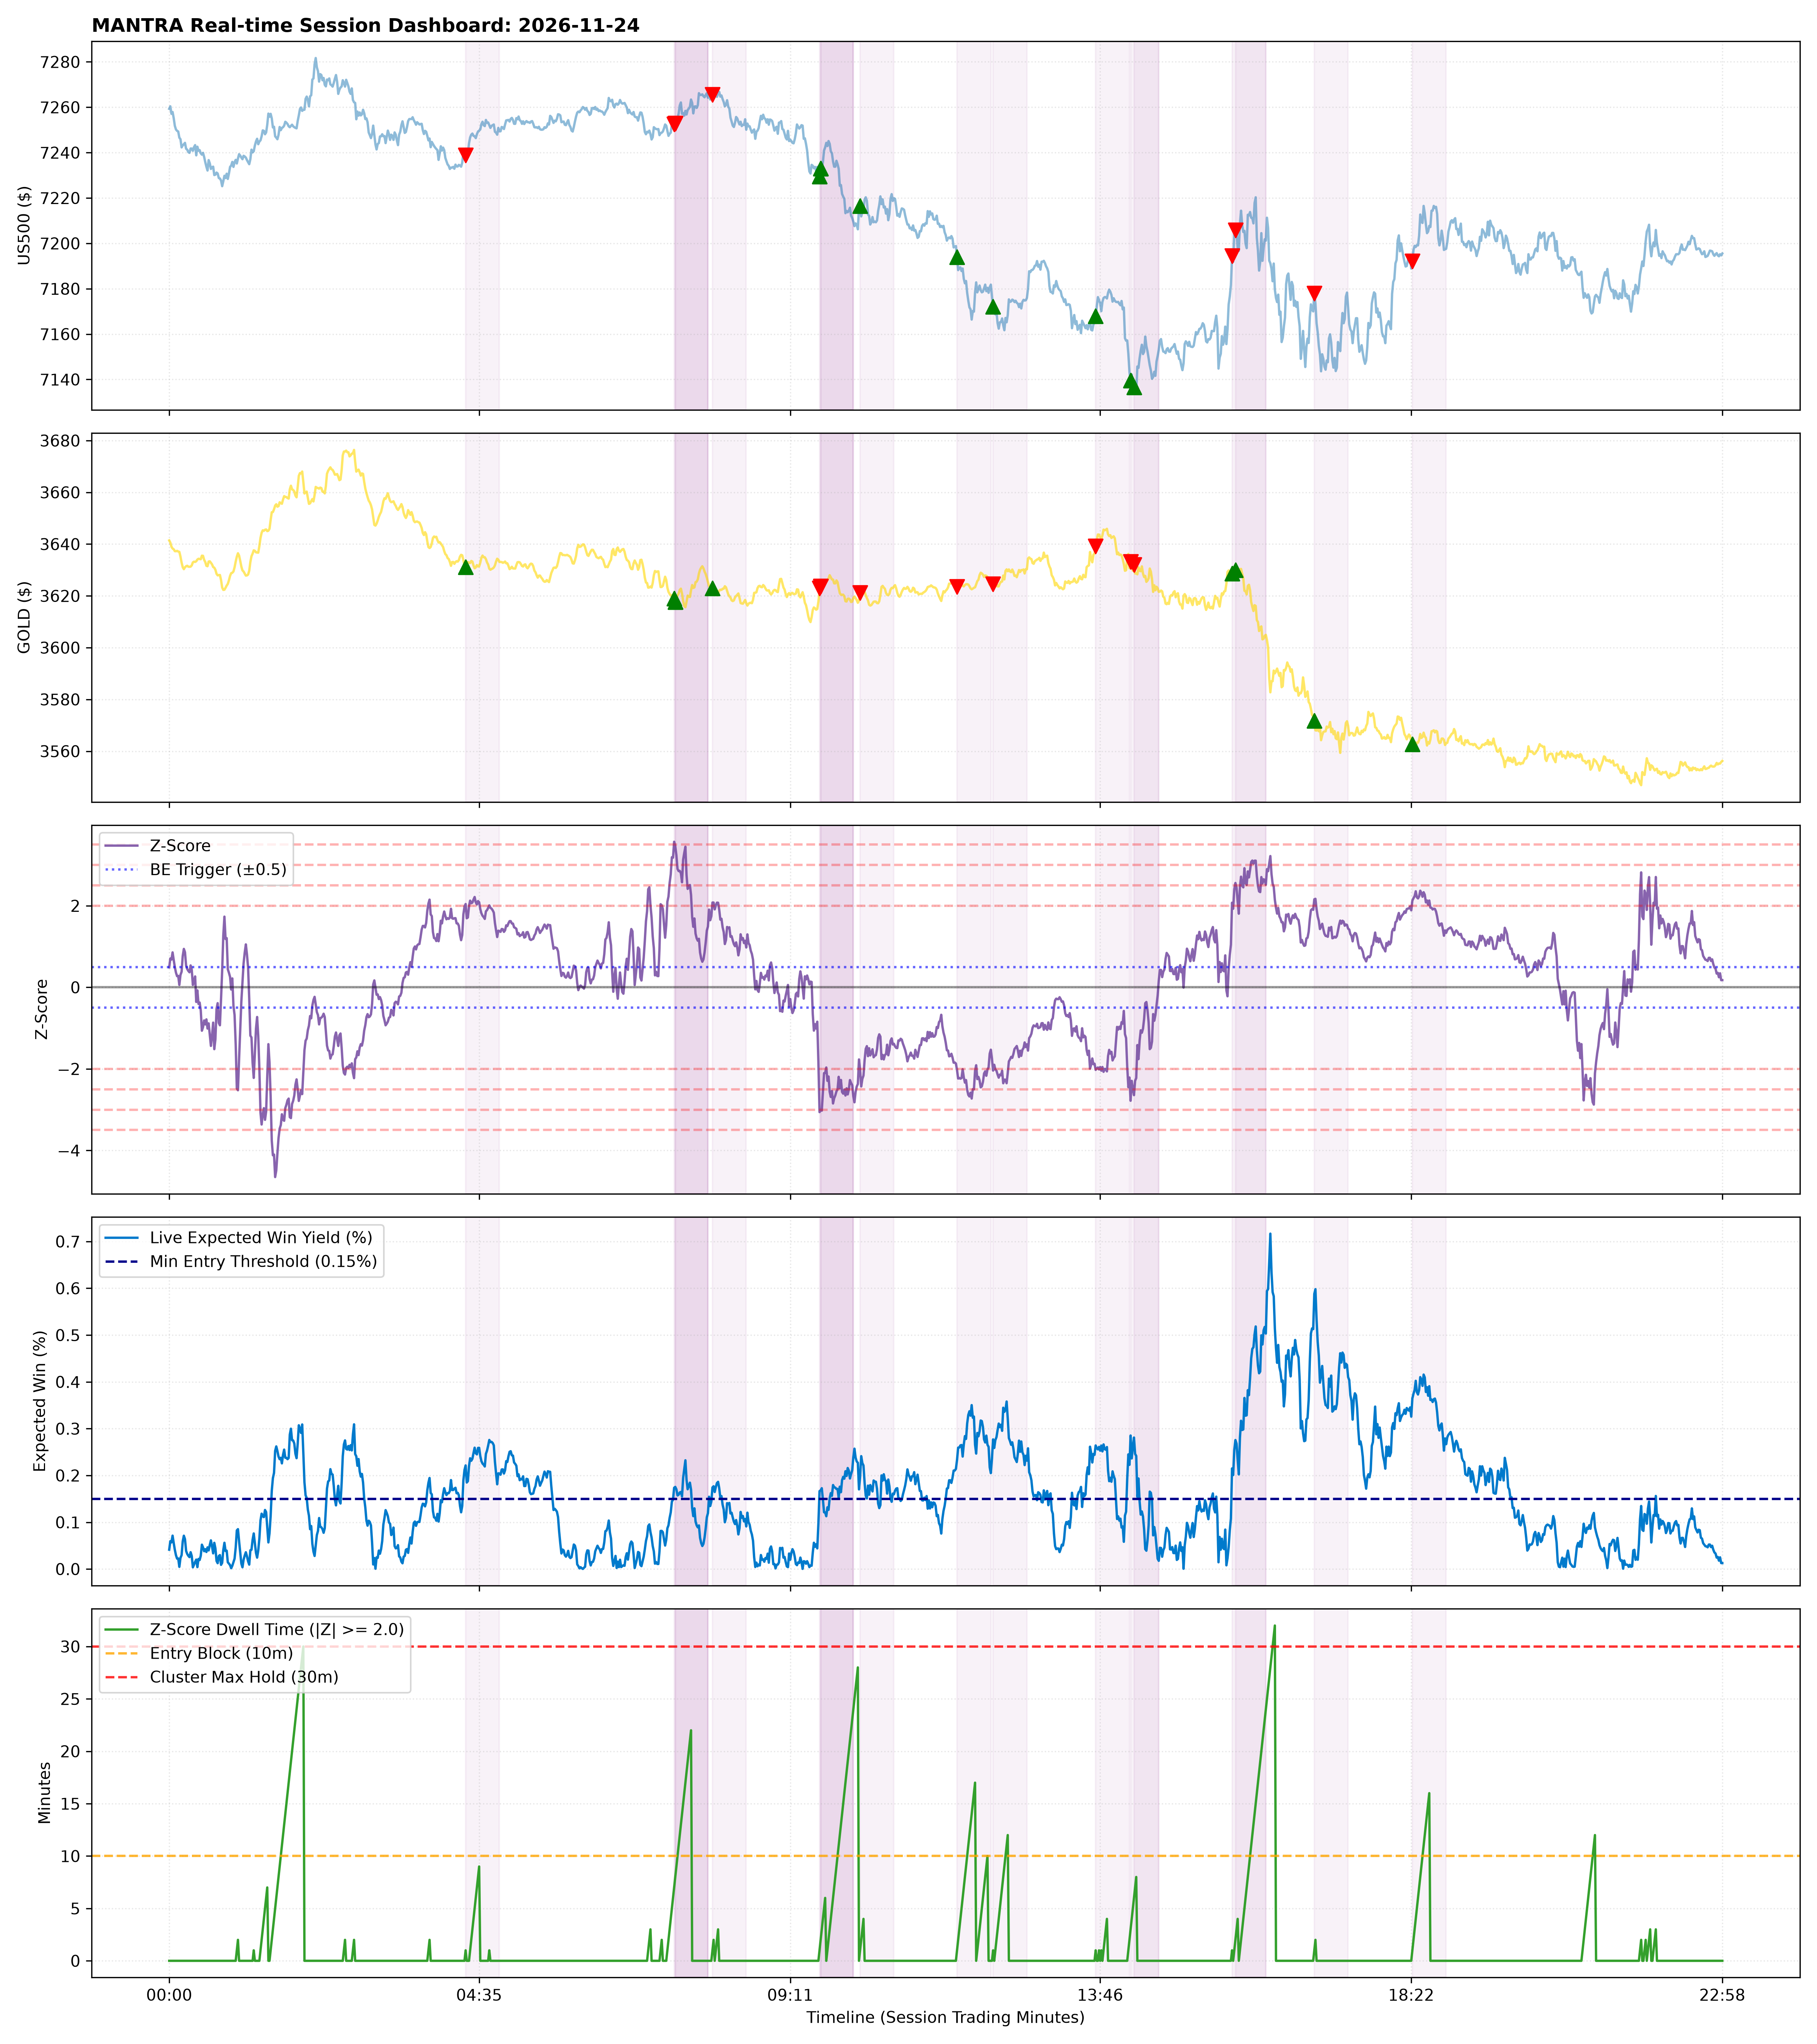 MANTRA Real-time Session Dashboard: 2026-11-24
US500 ($)
7280
7260
7240
7220
7200
7180
7160
7140
GOLD ($)
3680
3660
3640
3620
3600
3580
3560
Z-Score
2
0
−2
−4
Z-Score
BE Trigger (±0.5)
Expected Win (%)
0.7
0.6
0.5
0.4
0.3
0.2
0.1
0.0
Live Expected Win Yield (%)
Min Entry Threshold (0.15%)
Minutes
30
25
20
15
10
5
0
Z-Score Dwell Time (|Z| >= 2.0)
Entry Block (10m)
Cluster Max Hold (30m)
00:00 04:35 09:11 13:46 18:22 22:58
Timeline (Session Trading Minutes)